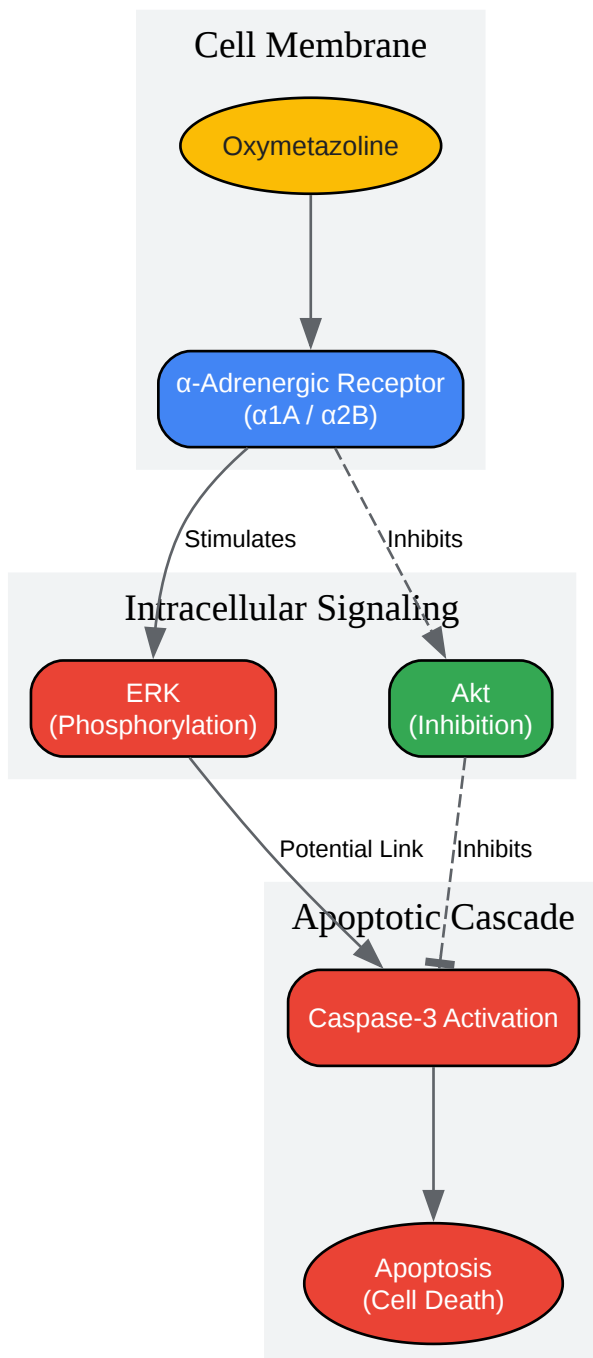 Cell Membrane
Oxymetazoline
α-Adrenergic Receptor
(α1A / α2B)
Stimulates
Inhibits
Intracellular Signaling
ERK
(Phosphorylation)
Akt
(Inhibition)
Potential Link
Inhibits
Apoptotic Cascade
Caspase-3 Activation
Apoptosis
(Cell Death)